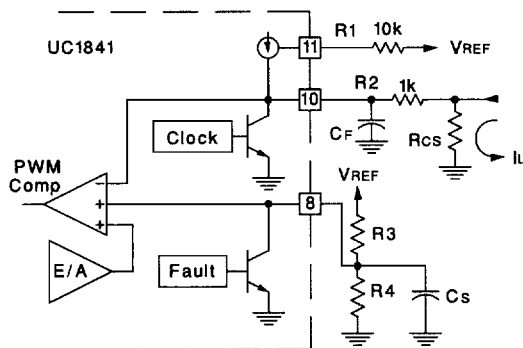 UC1841
11
R1
10k
VREF
10
R2
1k
CF
RCS
IL
Clock
PWM
Comp
−
+
+
E/A
8
VREF
R3
R4
CS
Fault